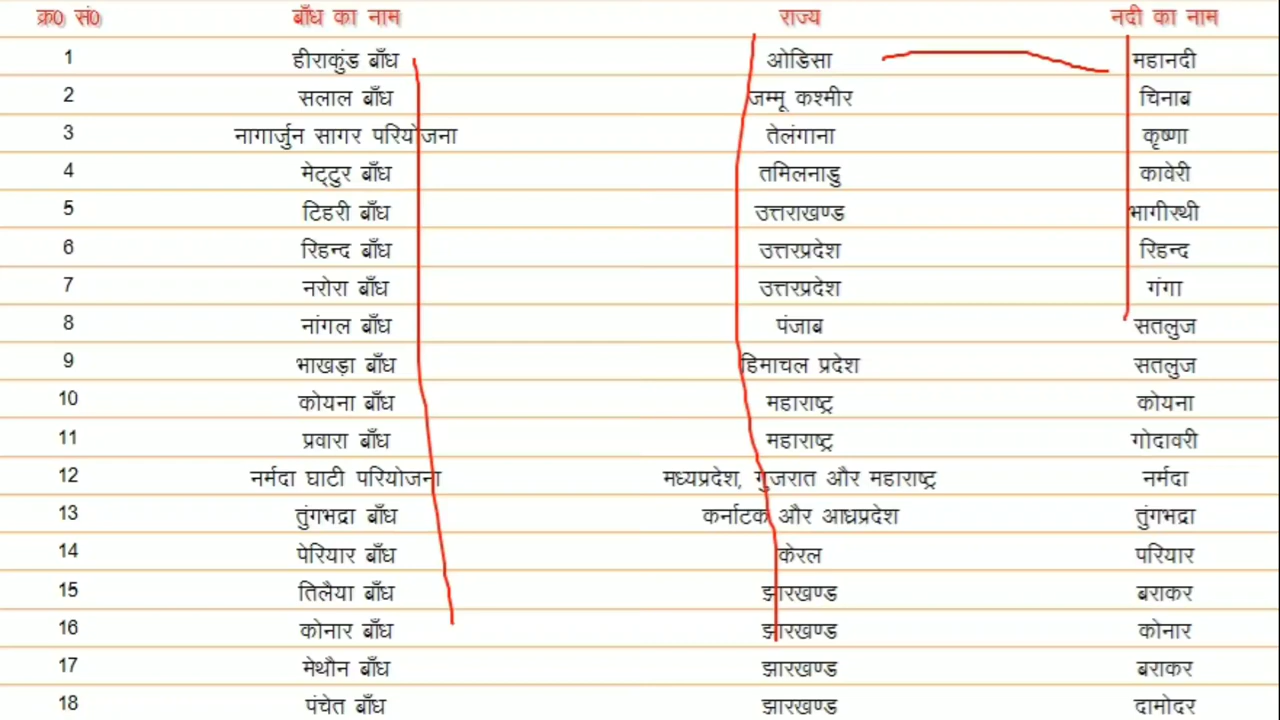 क्र0 सं0 बाँध का नाम राज्य नदी का नाम
1 हीराकुंड बाँध ओडिसा महानदी
2 सलाल बाँध जम्मू कश्मीर चिनाब
3 नागार्जुन सागर परियोजना तेलंगाना कृष्णा
4 मेट्टुर बाँध तमिलनाडु कावेरी
5 टिहरी बाँध उत्तराखण्ड भागीरथी
6 रिहन्द बाँध उत्तरप्रदेश रिहन्द
7 नरोरा बाँध उत्तरप्रदेश गंगा
8 नांगल बाँध पंजाब सतलुज
9 भाखड़ा बाँध हिमाचल प्रदेश सतलुज
10 कोयना बाँध महाराष्ट्र कोयना
11 प्रवारा बाँध महाराष्ट्र गोदावरी
12 नर्मदा घाटी परियोजना मध्यप्रदेश, गुजरात और महाराष्ट्र नर्मदा
13 तुंगभद्रा बाँध कर्नाटक और आधप्रदेश तुंगभद्रा
14 पेरियार बाँध केरल परियार
15 तिलैया बाँध झारखण्ड बराकर
16 कोनार बाँध झारखण्ड कोनार
17 मेथौन बाँध झारखण्ड बराकर
18 पंचेत बाँध झारखण्ड दामोदर